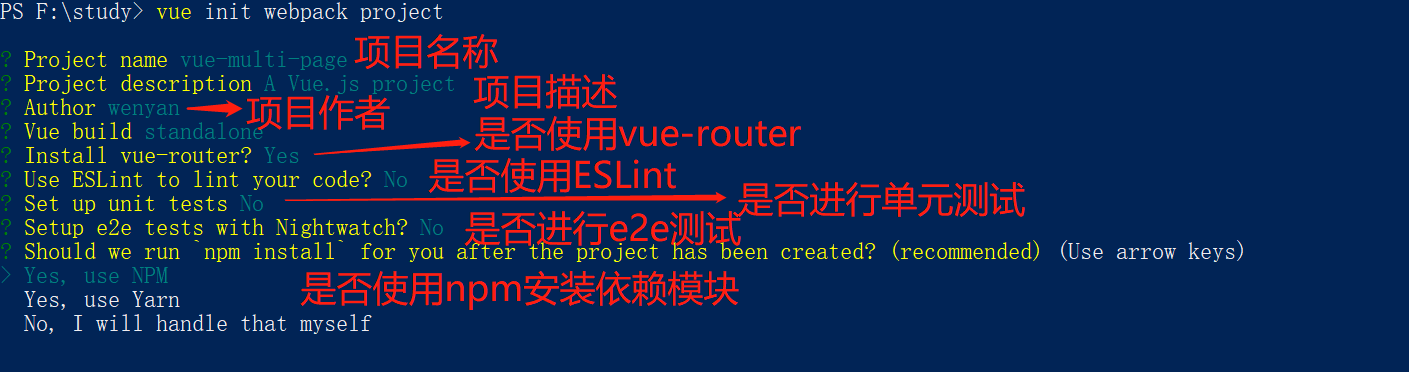 PS F:\study> vue init webpack project
? Project name vue-multi-page 项目名称
? Project description A Vue.js project 项目描述
? Author wenyan 项目作者
? Vue build standalone
? Install vue-router? Yes 是否使用vue-router
? Use ESLint to lint your code? No 是否使用ESLint
? Set up unit tests No 是否进行单元测试
? Setup e2e tests with Nightwatch? No 是否进行e2e测试
? Should we run `npm install` for you after the project has been created? (recommended) (Use arrow keys)
> Yes, use NPM
是否使用npm安装依赖模块
Yes, use Yarn
No, I will handle that myself